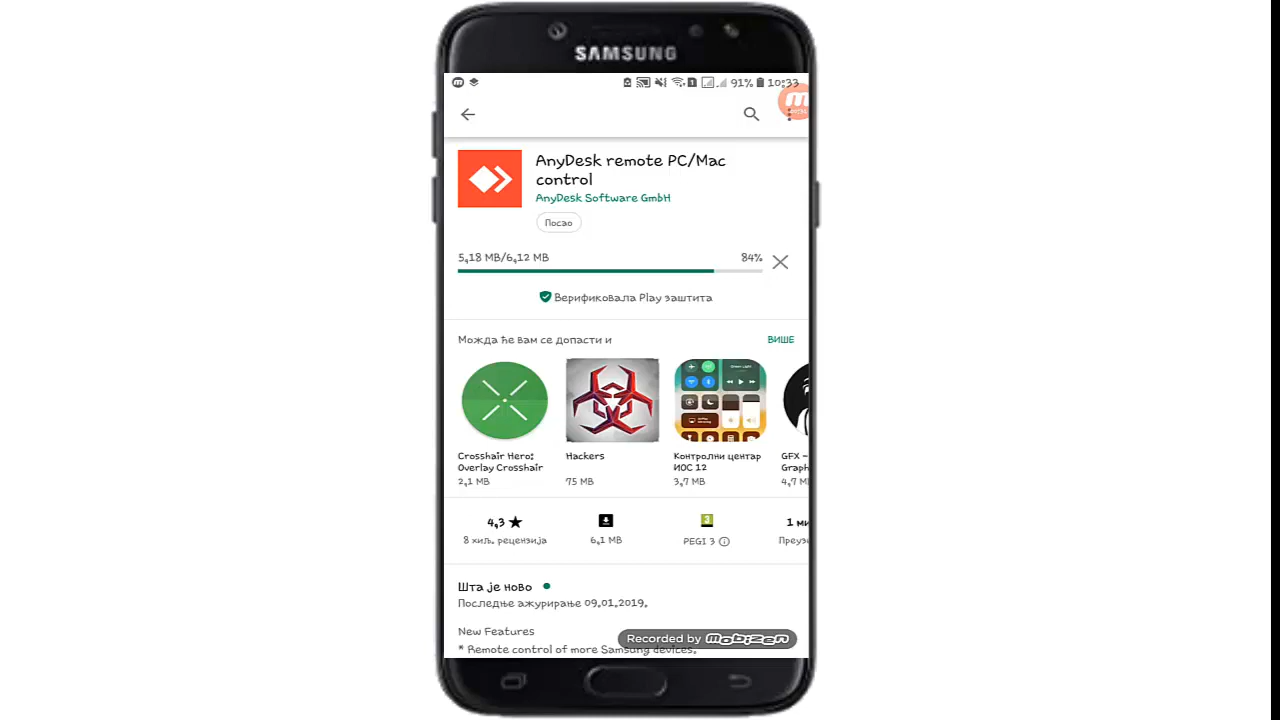 SAMSUNG
91% 10:33
AnyDesk remote PC/Mac
control
AnyDesk Software GmbH
Посао
5,18 MB/6,12 MB 84%
Верификовала Play заштита
Можда ће вам се допасти и ВИШЕ
Crosshair Hero:
Overlay Crosshair
2,1 MB
Hackers
75 MB
Контролни центар
ИОС 12
3,7 MB
GFX -
Graph
4,7 M
4,3 ★
8 хиљ. рецензија
6,1 MB
3
PEGI 3
1 ми
Преуз
Шта је ново
Последње ажурирање 09.01.2019.
New Features
* Remote control of more Samsung devices.
Recorded by mobizen